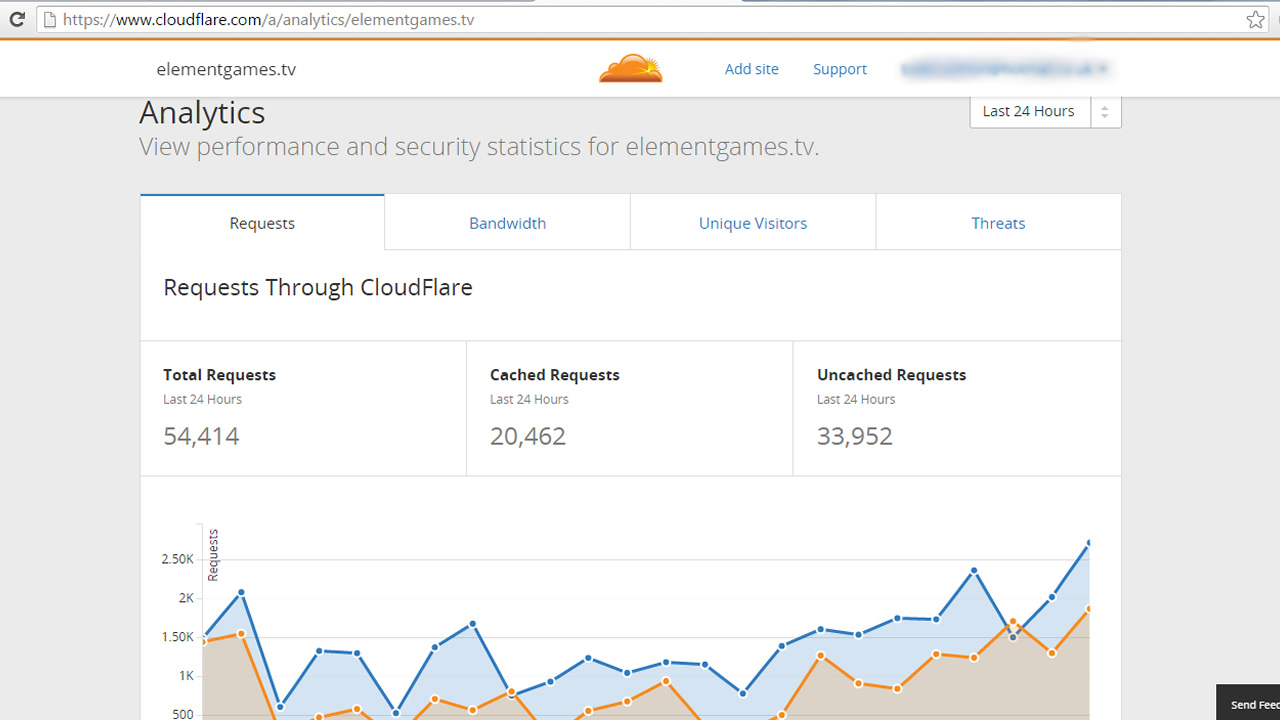 https://www.cloudflare.com/a/analytics/elementgames.tv
elementgames.tv
Add site
Support
Analytics
Last 24 Hours
View performance and security statistics for elementgames.tv.
Requests
Bandwidth
Unique Visitors
Threats
Requests Through CloudFlare
Total Requests
Last 24 Hours
54,414
Cached Requests
Last 24 Hours
20,462
Uncached Requests
Last 24 Hours
33,952
Requests
2.50K
2K
1.50K
1K
500
Send Feed